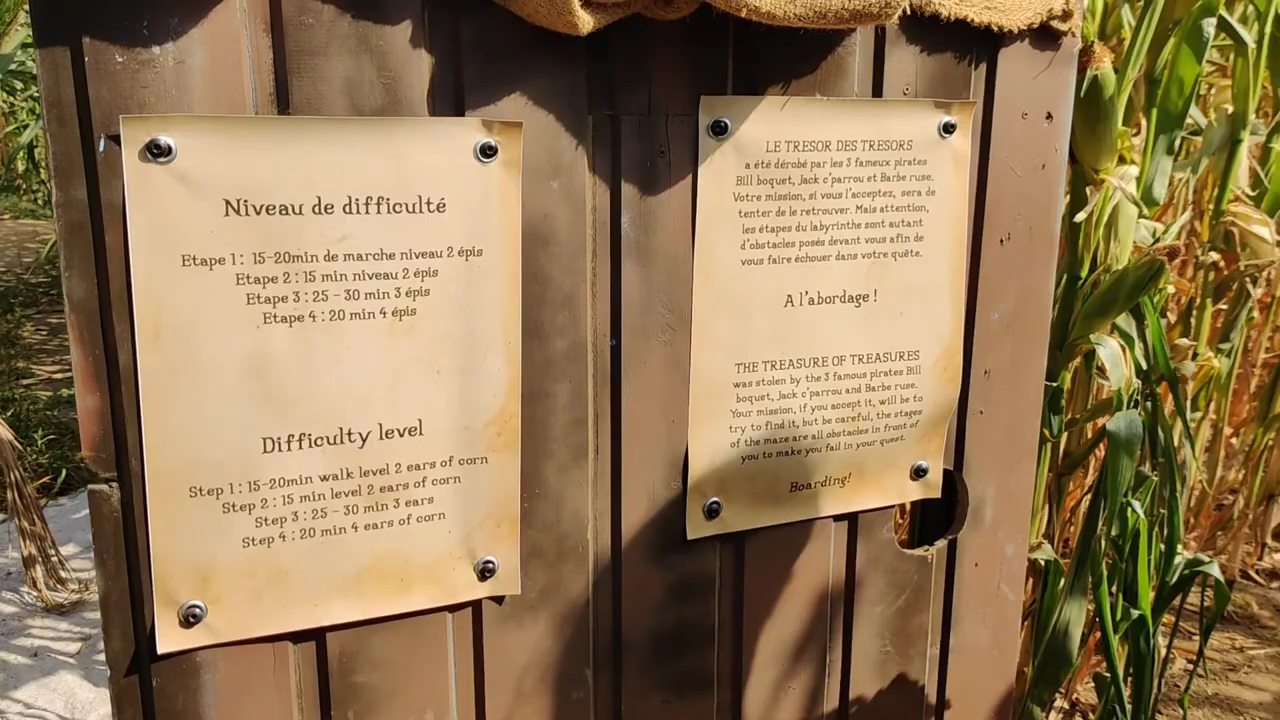 Niveau de difficulté
Etape 1 : 15-20min de marche niveau 2 épis
Etape 2 : 15 min niveau 2 épis
Etape 3 : 25 - 30 min 3 épis
Etape 4 : 20 min 4 épis
Difficulty level
Step 1 : 15-20min walk level 2 ears of corn
Step 2 : 15 min level 2 ears of corn
Step 3 : 25 - 30 min 3 ears
Step 4 : 20 min 4 ears of corn
LE TRESOR DES TRESORS
a été dérobé par les 3 fameux pirates
Bill boquet, Jack c'parrou et Barbe ruse.
Votre mission, si vous l'acceptez, sera de
tenter de le retrouver. Mais attention,
les étapes du labyrinthe sont autant
d'obstacles posés devant vous afin de
vous faire échouer dans votre quête.
A l'abordage !
THE TREASURE OF TREASURES
was stolen by the 3 famous pirates Bill
boquet, Jack c'parrou and Barbe ruse.
Your mission, if you accept it, will be to
try to find it, but be careful, the stages
of the maze are all obstacles in front of
you to make you fail in your quest.
Boarding!